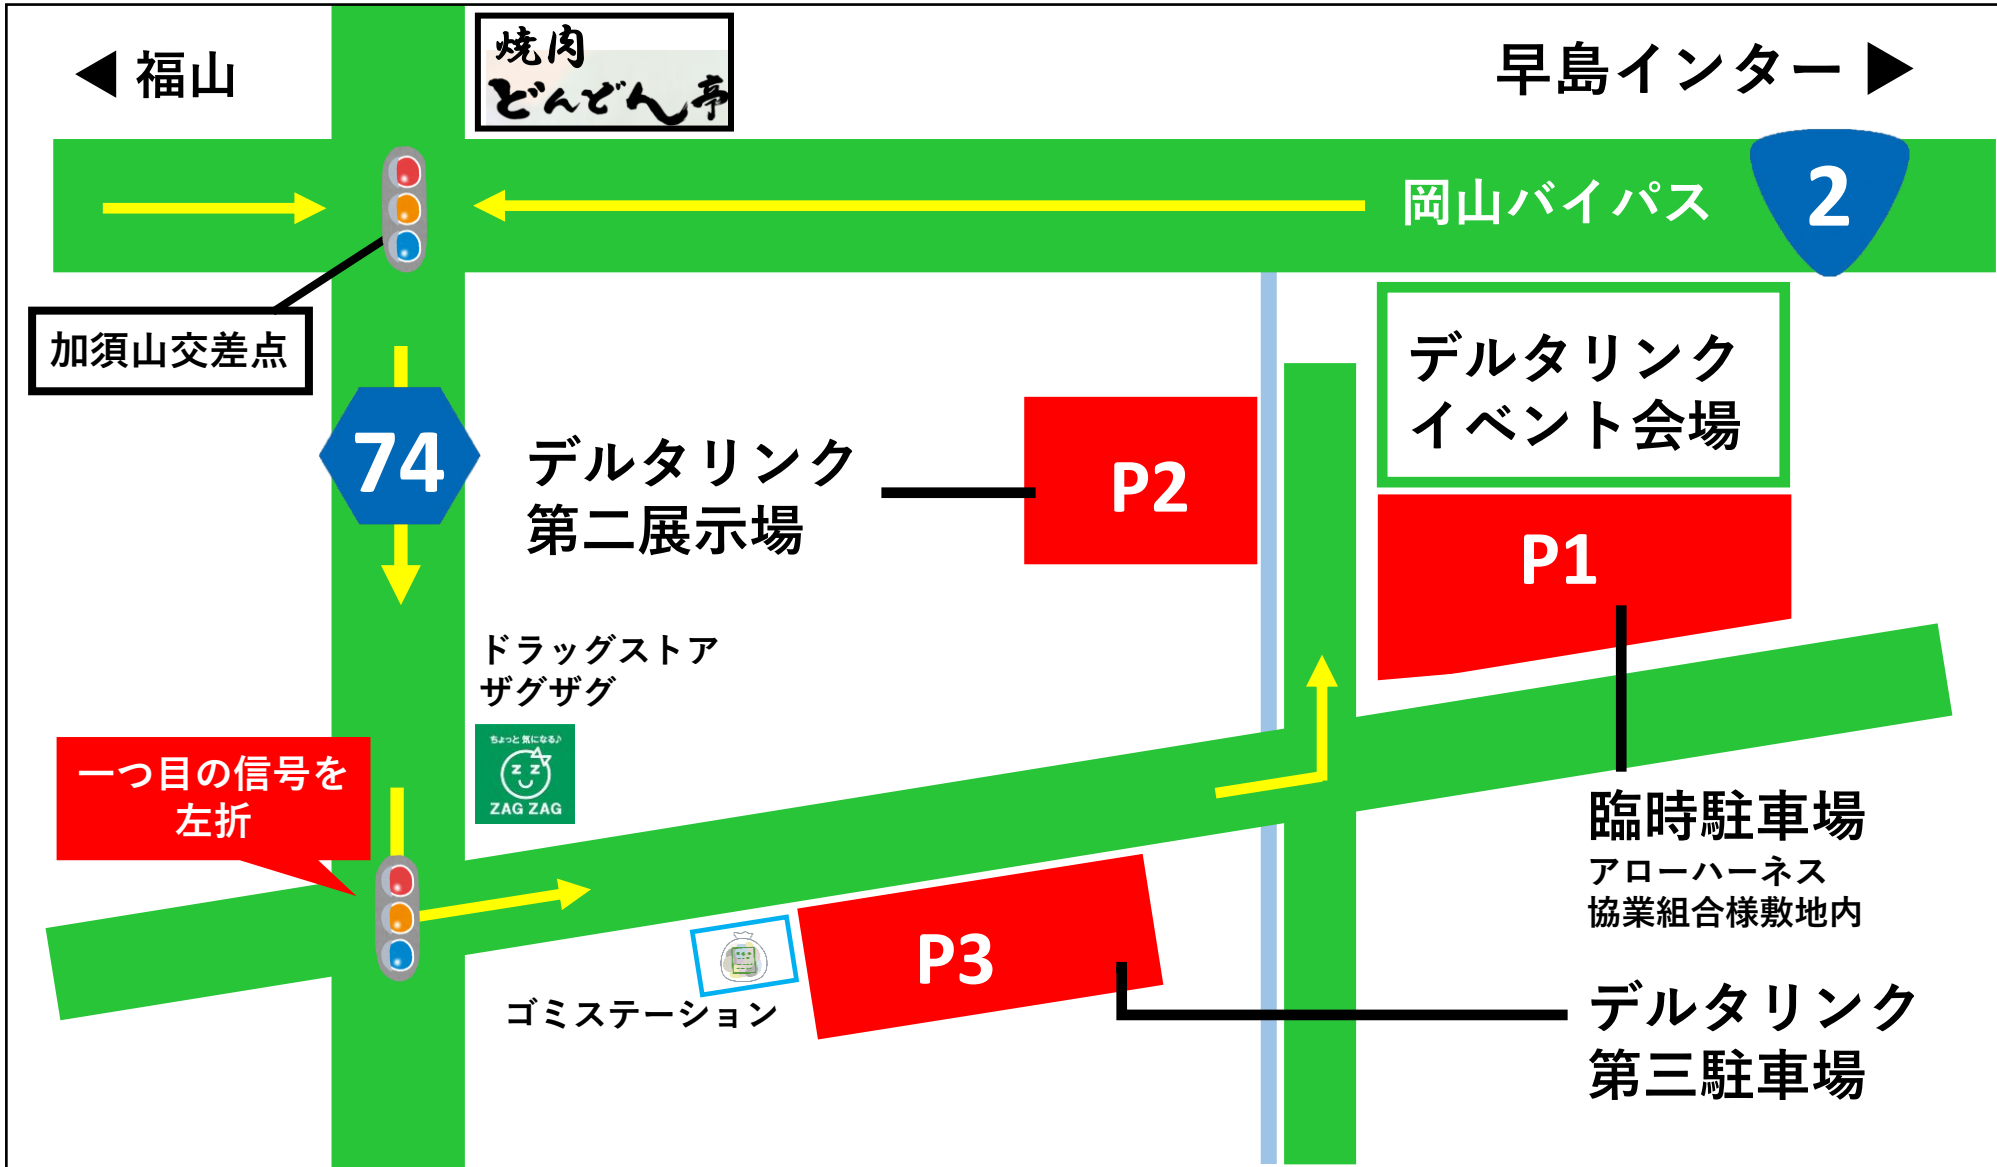 ◀ 福山
焼肉
どんどん亭
早島インター ▶
岡山バイパス
2
加須山交差点
74
デルタリンク
第二展示場
P2
デルタリンク
イベント会場
P1
ドラッグストア
ザグザグ
ちょっと気になる♪
ZZ
ZAG ZAG
一つ目の信号を
左折
臨時駐車場
アローハーネス
協業組合様敷地内
P3
ゴミステーション
デルタリンク
第三駐車場